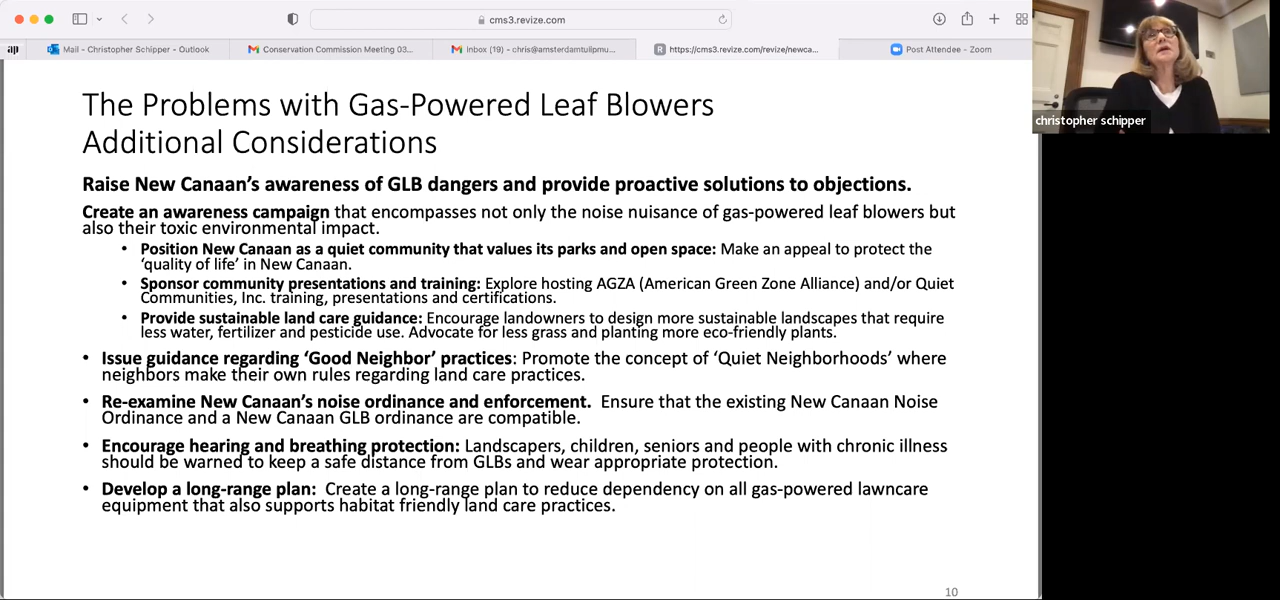 cms3.revize.com
Mail - Christopher Schipper - Outlook
Conservation Commission Meeting 03...
Inbox (19) - chris@amsterdamtulipmu...
https://cms3.revize.com/revize/newca...
Post Attendee - Zoom
christopher schipper
The Problems with Gas-Powered Leaf Blowers
Additional Considerations
Raise New Canaan’s awareness of GLB dangers and provide proactive solutions to objections.
Create an awareness campaign that encompasses not only the noise nuisance of gas-powered leaf blowers but
also their toxic environmental impact.
• Position New Canaan as a quiet community that values its parks and open space: Make an appeal to protect the
‘quality of life’ in New Canaan.
• Sponsor community presentations and training: Explore hosting AGZA (American Green Zone Alliance) and/or Quiet
Communities, Inc. training, presentations and certifications.
• Provide sustainable land care guidance: Encourage landowners to design more sustainable landscapes that require
less water, fertilizer and pesticide use. Advocate for less grass and planting more eco-friendly plants.
• Issue guidance regarding ‘Good Neighbor’ practices: Promote the concept of ‘Quiet Neighborhoods’ where
neighbors make their own rules regarding land care practices.
• Re-examine New Canaan’s noise ordinance and enforcement. Ensure that the existing New Canaan Noise
Ordinance and a New Canaan GLB ordinance are compatible.
• Encourage hearing and breathing protection: Landscapers, children, seniors and people with chronic illness
should be warned to keep a safe distance from GLBs and wear appropriate protection.
• Develop a long-range plan: Create a long-range plan to reduce dependency on all gas-powered lawncare
equipment that also supports habitat friendly land care practices.
10